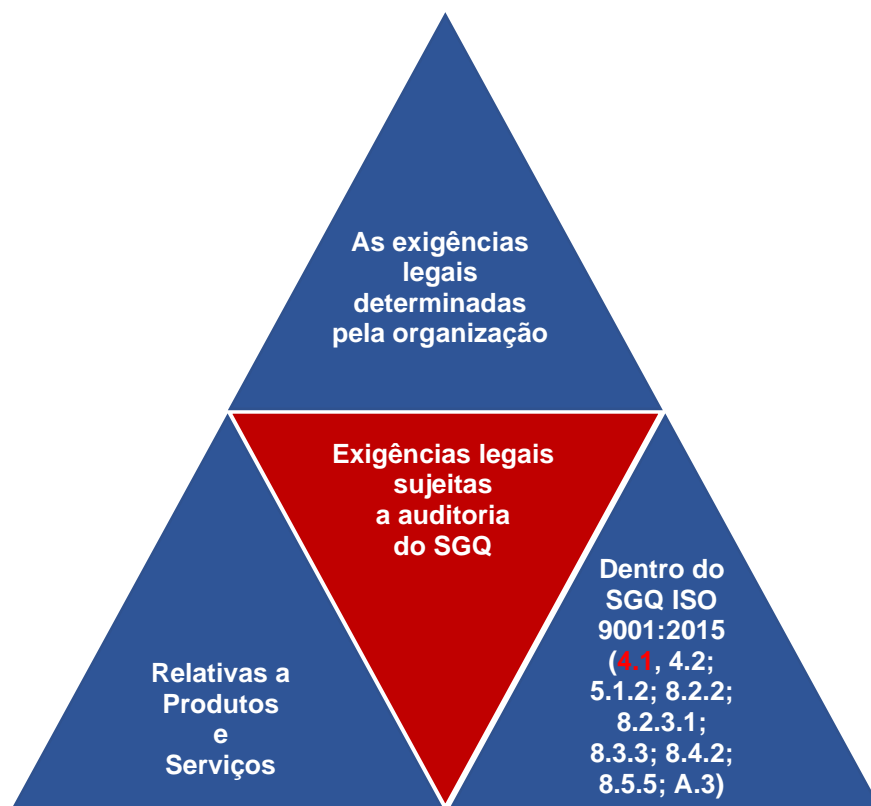 As exigências
legais
determinadas
pela organização
Exigências legais
sujeitas
a auditoria
do SGQ
Relativas a
Produtos
e
Serviços
Dentro do
SGQ ISO
9001:2015
(4.1, 4.2;
5.1.2; 8.2.2;
8.2.3.1;
8.3.3; 8.4.2;
8.5.5; A.3)